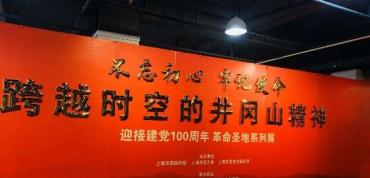 不忘初心 牢记使命
跨越时空的井冈山精神
迎接建党100周年 革命圣地系列展